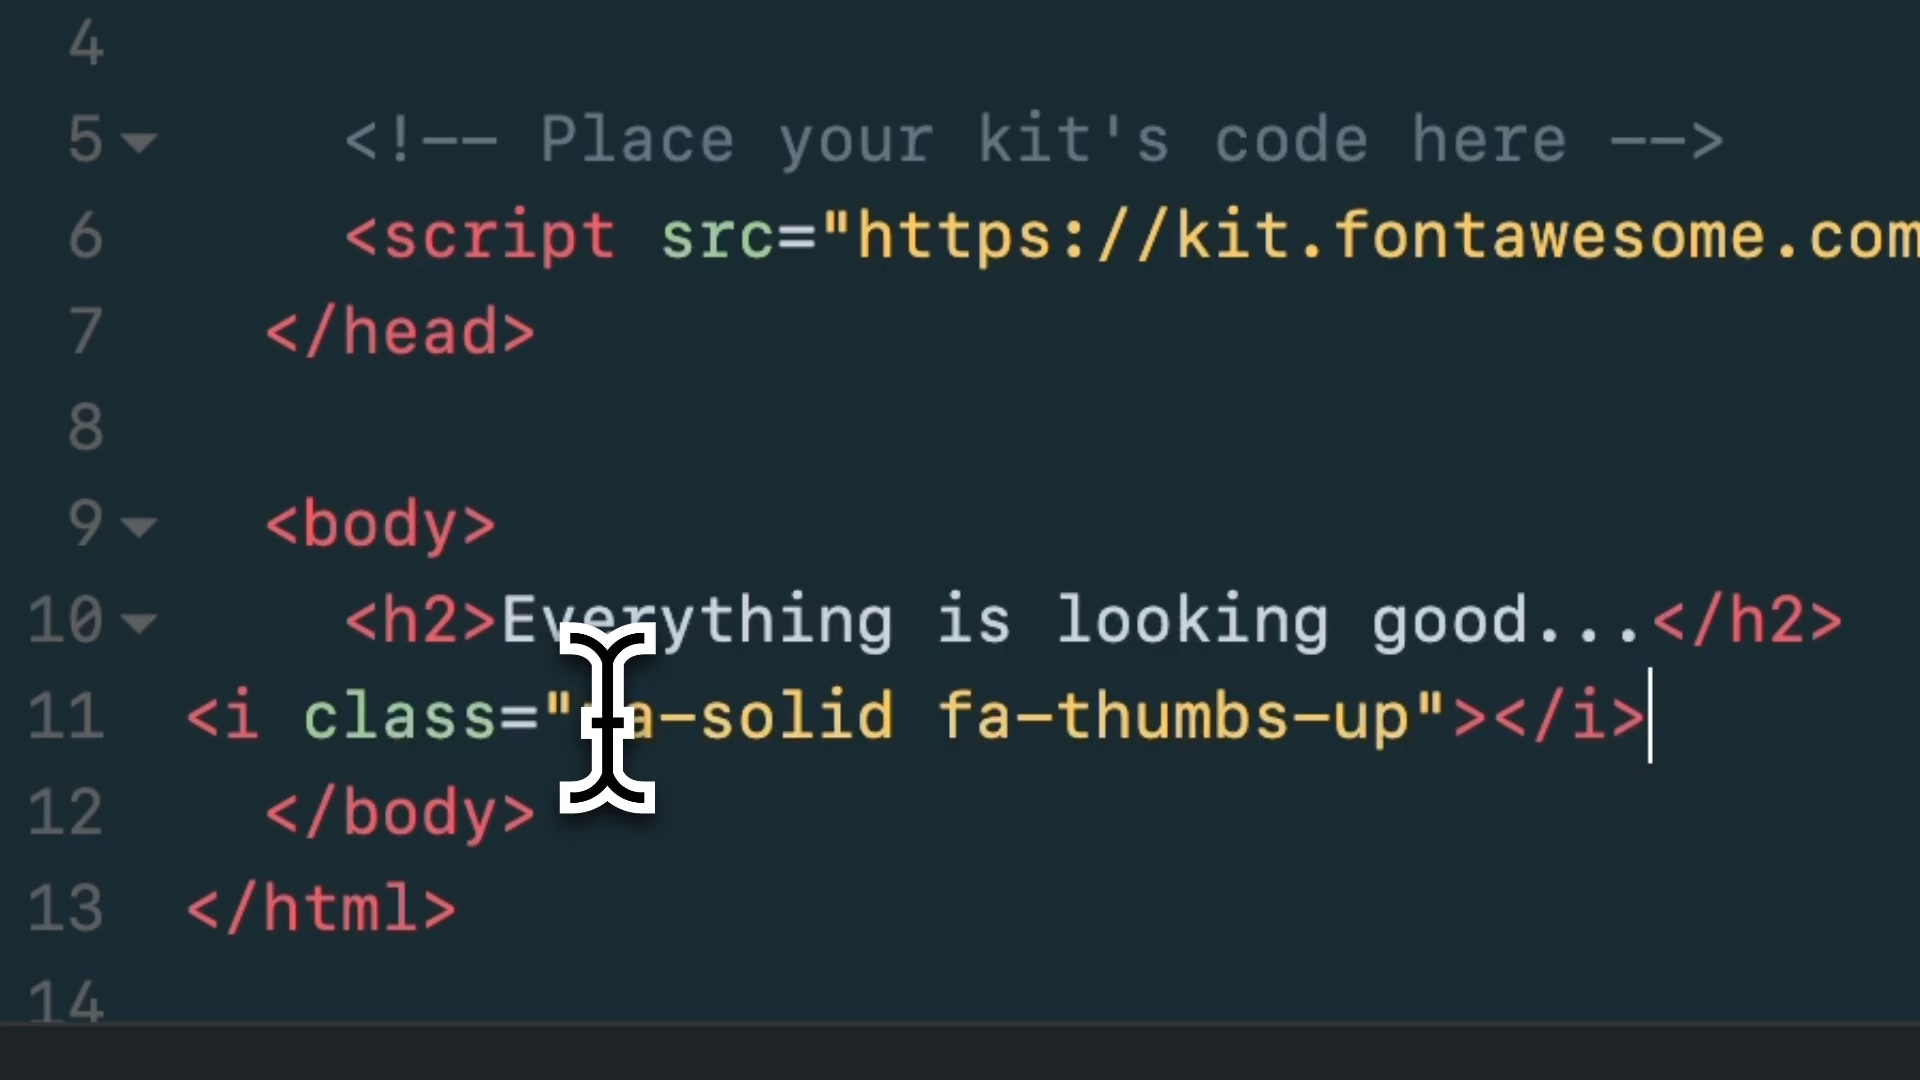 4
5 <!-- Place your kit's code here -->
6 <script src="https://kit.fontawesome.com
7 </head>
8
9 <body>
10 <h2>Everything is looking good...</h2>
11 <i class="fa-solid fa-thumbs-up"></i>
12 </body>
13 </html>
14